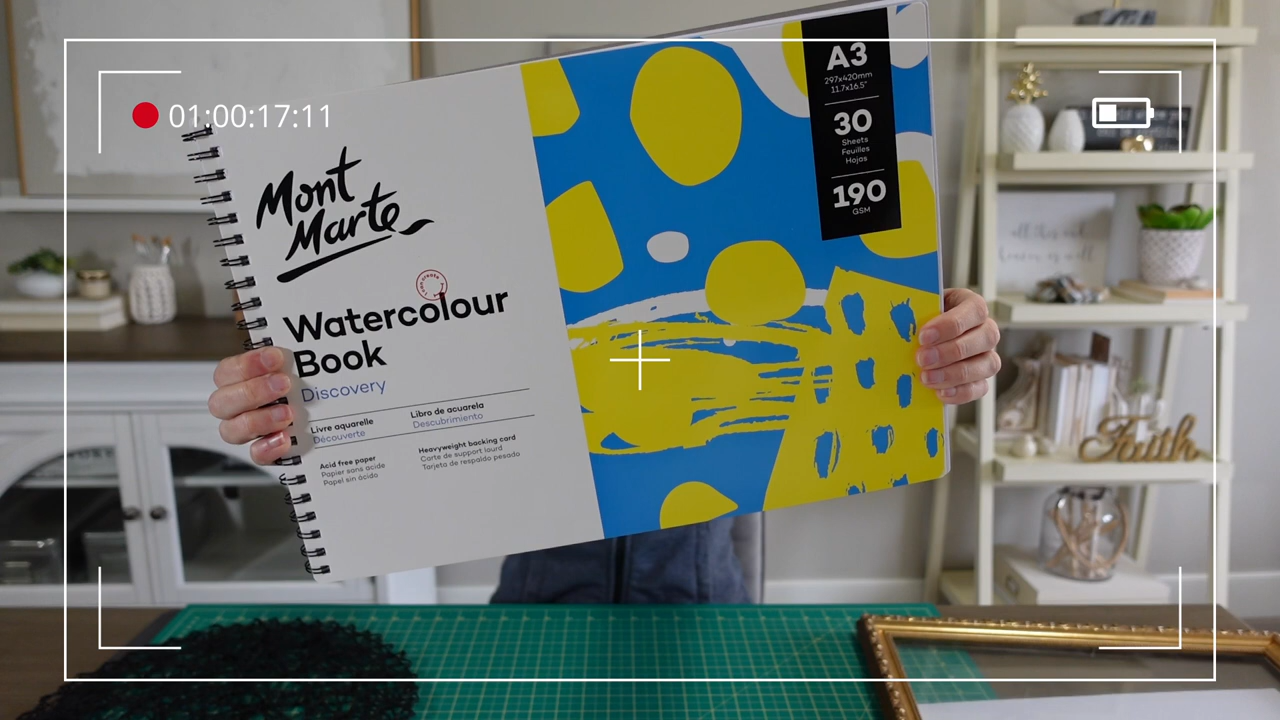 01:00:17:11
Mont
Marte
Watercolour
Book
Discovery
Livre aquarelle
Découverte
Libro de acuarela
Descubrimiento
Acid free paper
Papier sans acide
Papel sin ácido
Heavyweight backing card
Carte de support lourd
Tarjeta de respaldo pesado
A3
297x420mm
11.7x16.5"
30
Sheets
Feuilles
Hojas
190
GSM
Faith